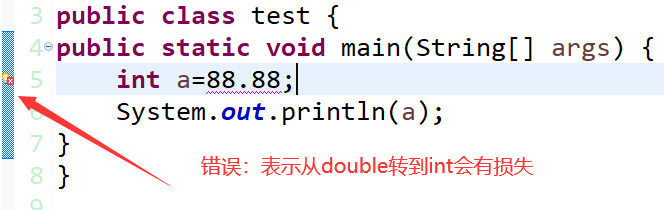 3 public class test {
4 public static void main(String[] args) {
5 int a=88.88;
6 System.out.println(a);
7 }
8 }
9
错误：表示从double转到int会有损失